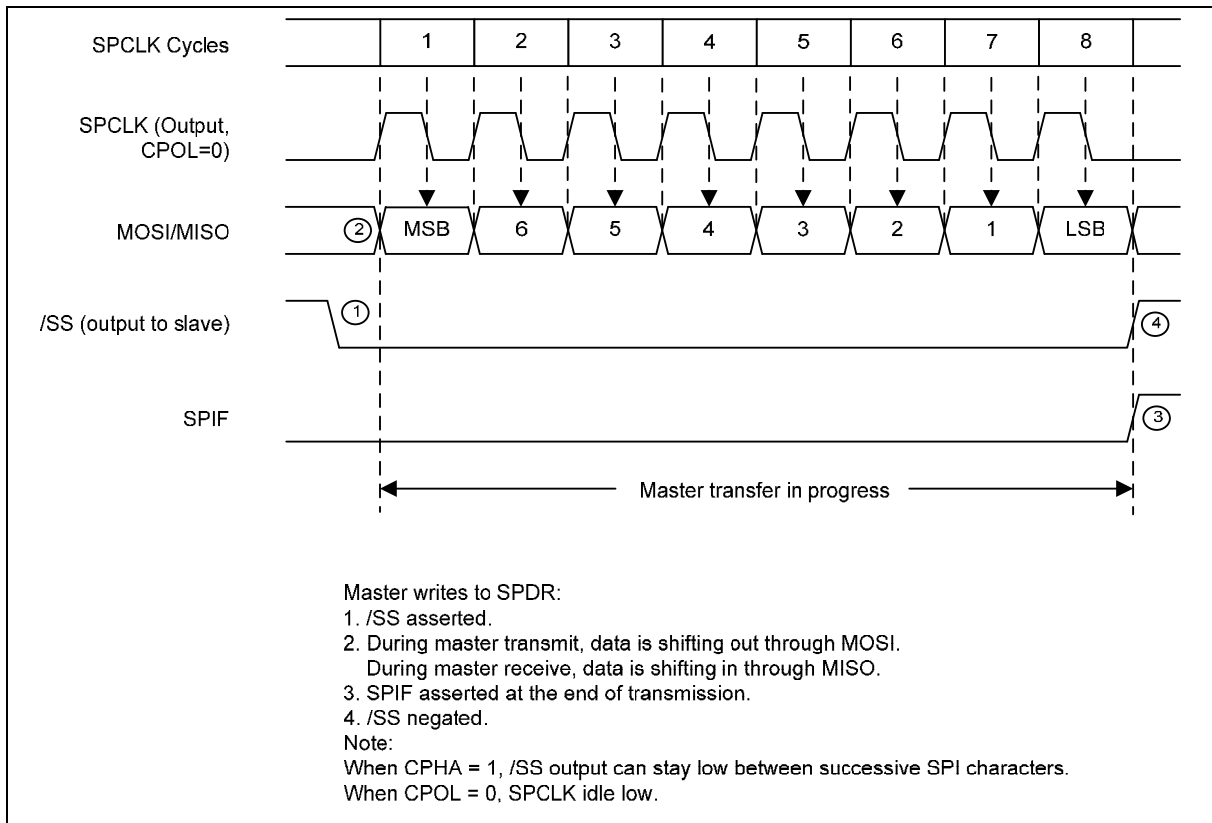 SPCLK Cycles
1 2 3 4 5 6 7 8
SPCLK (Output,
CPOL=0)
MOSI/MISO
2 MSB 6 5 4 3 2 1 LSB
/SS (output to slave)
1
4
SPIF
3
Master transfer in progress
Master writes to SPDR:
1. /SS asserted.
2. During master transmit, data is shifting out through MOSI.
During master receive, data is shifting in through MISO.
3. SPIF asserted at the end of transmission.
4. /SS negated.
Note:
When CPHA = 1, /SS output can stay low between successive SPI characters.
When CPOL = 0, SPCLK idle low.